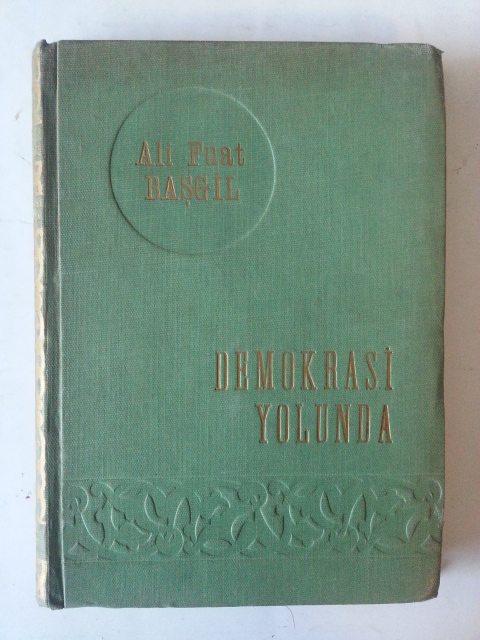 Ali Fuat
BAŞGİL
DEMOKRASİ
YOLUNDA